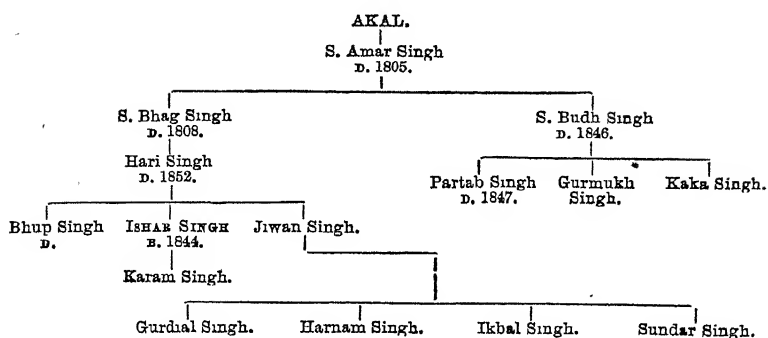 AKAL.
S. Amar Singh
D. 1805.
S. Bhag Singh
D. 1808.
S. Budh Singh
D. 1846.
Hari Singh
D. 1852.
Partab Singh
D. 1847.
Gurmukh
Singh.
Kaka Singh.
Bhup Singh
D.
ISHAR SINGH
B. 1844.
Jiwan Singh.
Karam Singh.
Gurdial Singh.
Harnam Singh.
Ikbal Singh.
Sundar Singh.